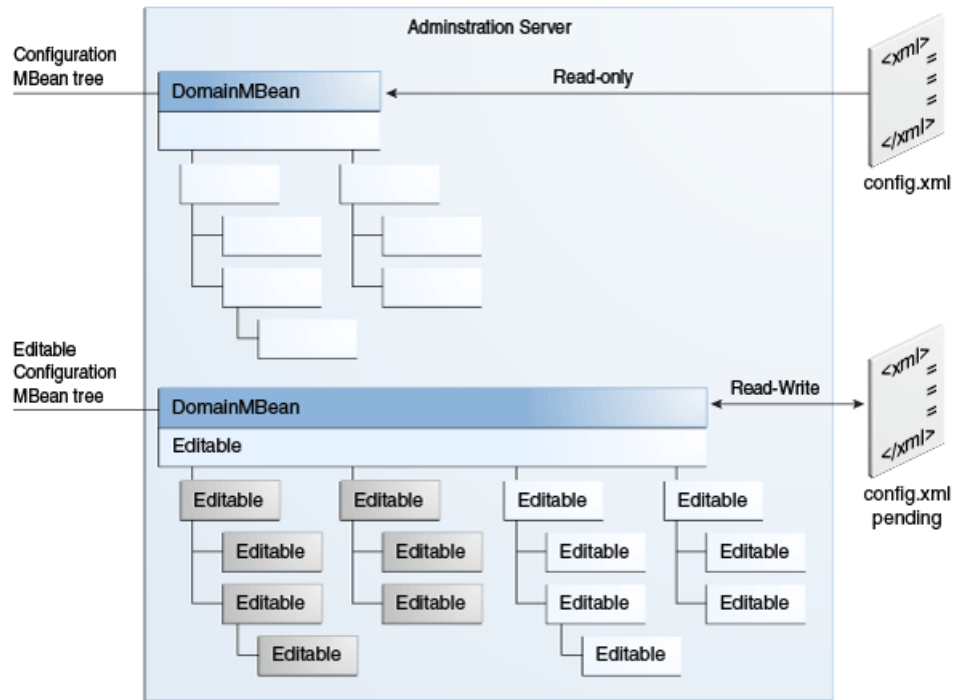 Adminstration Server
Configuration
MBean tree
DomainMBean
Read-only
<xml>
=
=
=
</xml>
config.xml
Editable
Configuration
MBean tree
DomainMBean
Read-Write
Editable
<xml>
=
=
=
</xml>
config.xml
pending
Editable
Editable
Editable
Editable
Editable
Editable
Editable
Editable
Editable
Editable
Editable
Editable
Editable
Editable